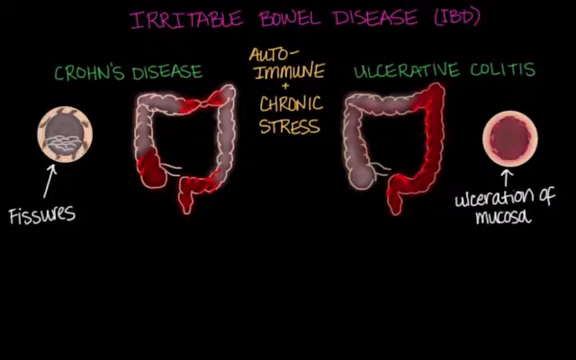 IRRITABLE BOWEL DISEASE (IBD)
CROHN'S DISEASE
AUTO-
IMMUNE
+
CHRONIC
STRESS
ULCERATIVE COLITIS
Fissures
ulceration of
mucosa